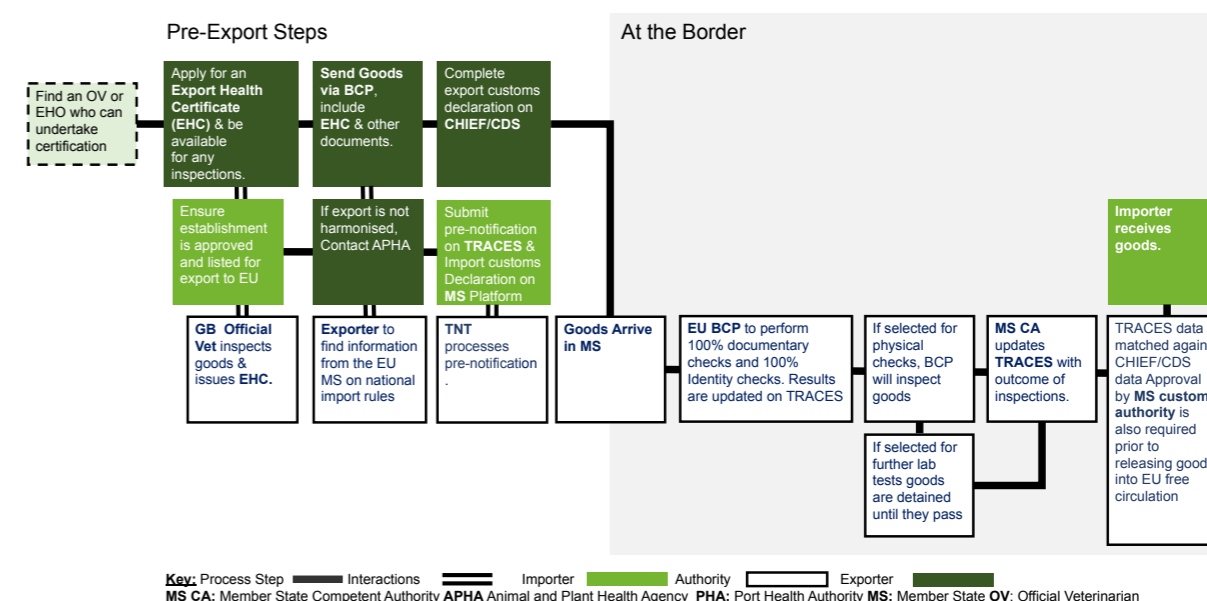 Pre-Export Steps
At the Border
Find an OV or
EHO who can
undertake
certification
Apply for an
Export Health
Certificate
(EHC) & be
available
for any
inspections.
Send Goods
via BCP,
include
EHC & other
documents.
Complete
export customs
declaration on
CHIEF/CDS
Ensure
establishment
is approved
and listed for
export to EU
If export is not
harmonised,
Contact APHA
Submit
pre-notification
on TRACES &
Import customs
Declaration on
MS Platform
Importer
receives
goods.
GB Official
Vet inspects
goods &
issues EHC.
Exporter to
find information
from the EU
MS on national
import rules
TNT
processes
pre-notification
.
Goods Arrive
in MS
EU BCP to perform
100% documentary
checks and 100%
Identity checks. Results
are updated on TRACES
If selected for
physical
checks, BCP
will inspect
goods
MS CA
updates
TRACES with
outcome of
inspections.
TRACES data
matched again
CHIEF/CDS
data Approval
by MS custom
authority is
also required
prior to
releasing good
into EU free
circulation
If selected for
further lab
tests goods
are detained
until they pass
Key: Process Step Interactions Importer Authority Exporter
MS CA: Member State Competent Authority APHA Animal and Plant Health Agency PHA: Port Health Authority MS: Member State OV: Official Veterinarian